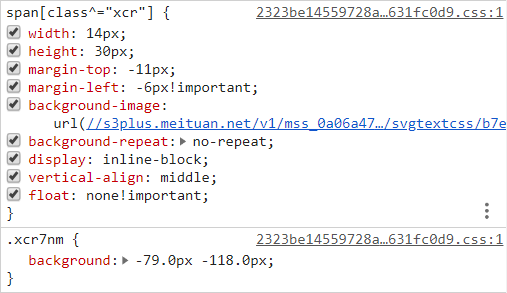 span[class^="xcr"] { 2323be14559728a…631fc0d9.css:1
width: 14px;
height: 30px;
margin-top: -11px;
margin-left: -6px!important;
background-image:
url(//s3plus.meituan.net/v1/mss_0a06a47…/svgtextcss/b7e
background-repeat: no-repeat;
display: inline-block;
vertical-align: middle;
float: none!important;
}
.xcr7nm { 2323be14559728a…631fc0d9.css:1
background: -79.0px -118.0px;
}